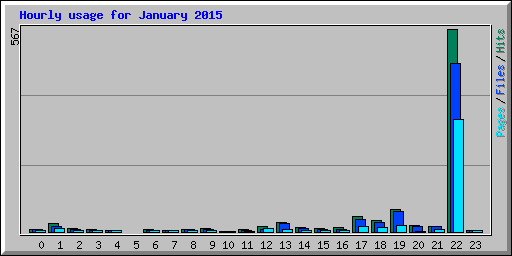 Hourly usage for January 2015
567
Pages/Files/Hits
0 1 2 3 4 5 6 7 8 9 10 11 12 13 14 15 16 17 18 19 20 21 22 23